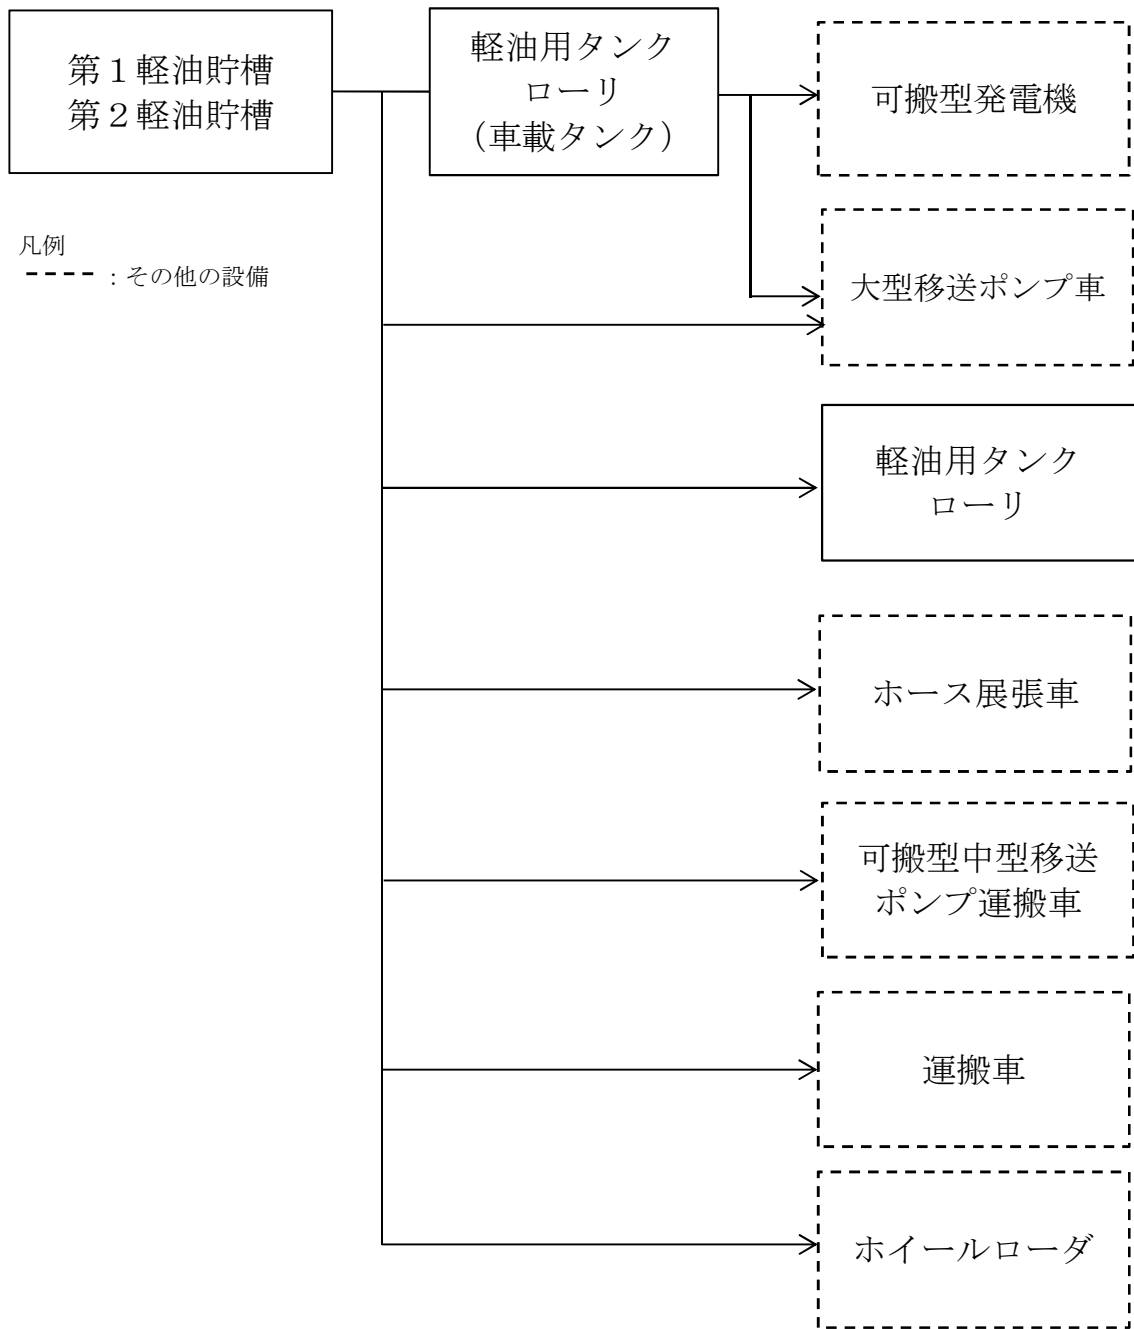 第１軽油貯槽
第２軽油貯槽
軽油用タンク
ローリ
（車載タンク）
可搬型発電機
凡例
：その他の設備
大型移送ポンプ車
軽油用タンク
ローリ
ホース展張車
可搬型中型移送
ポンプ運搬車
運搬車
ホイールローダ